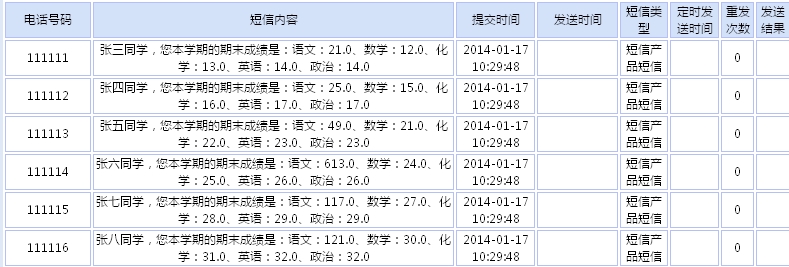 电话号码 短信内容 提交时间 发送时间 短信类型 定时发送时间 重发次数 发送结果
111111 张三同学，您本学期的期末成绩是：语文：21.0、数学：12.0、化 2014-01-17 短信产 0
学：13.0、英语：14.0、政治：14.0 10:29:48 品短信
111112 张四同学，您本学期的期末成绩是：语文：25.0、数学：15.0、化 2014-01-17 短信产 0
学：16.0、英语：17.0、政治：17.0 10:29:48 品短信
111113 张五同学，您本学期的期末成绩是：语文：49.0、数学：21.0、化 2014-01-17 短信产 0
学：22.0、英语：23.0、政治：23.0 10:29:48 品短信
111114 张六同学，您本学期的期末成绩是：语文：613.0、数学：24.0、化 2014-01-17 短信产 0
学：25.0、英语：26.0、政治：26.0 10:29:48 品短信
111115 张七同学，您本学期的期末成绩是：语文：117.0、数学：27.0、化 2014-01-17 短信产 0
学：28.0、英语：29.0、政治：29.0 10:29:48 品短信
111116 张八同学，您本学期的期末成绩是：语文：121.0、数学：30.0、化 2014-01-17 短信产 0
学：31.0、英语：32.0、政治：32.0 10:29:48 品短信